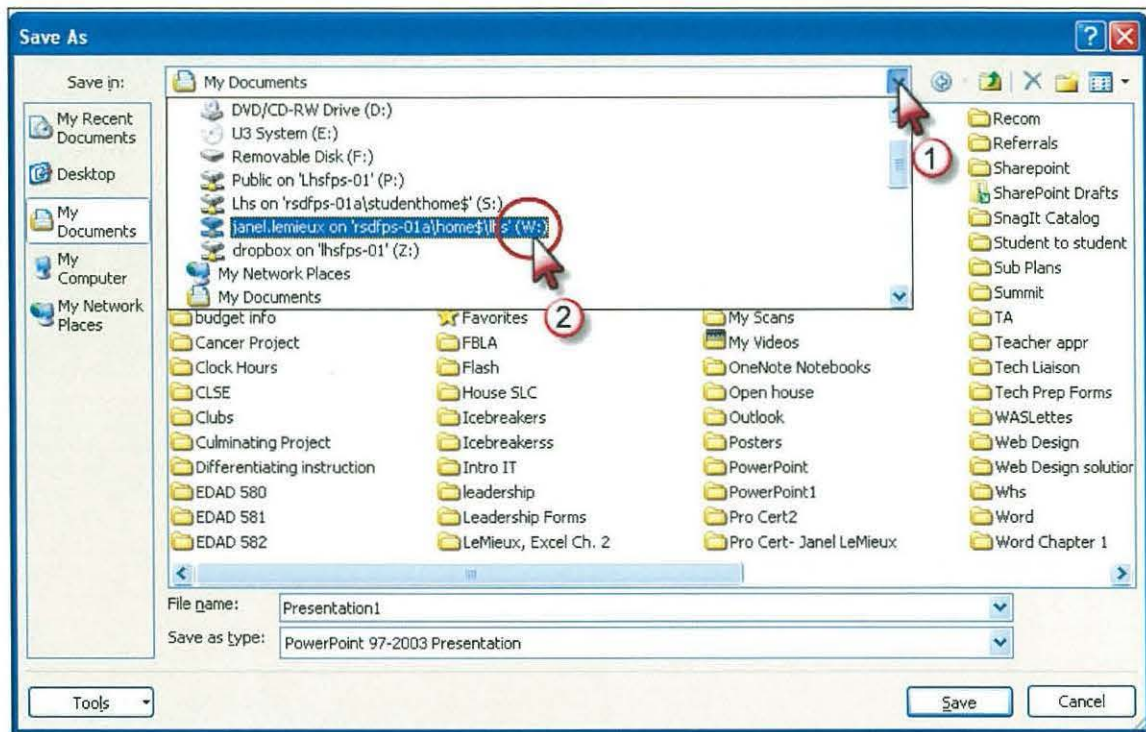 Save As
Save in:
My Documents
My Recent
Documents
Desktop
My
Documents
My
Computer
My Network
Places
DVD/CD-RW Drive (D:)
U3 System (E:)
Removable Disk (F:)
Public on 'Lhsfps-01' (P:)
Lhs on 'rsdfps-01a\studenthome$' (S:)
janel.lemieux on 'rsdfps-01a\home$\lhs' (W:)
dropbox on 'lhsfps-01' (Z:)
My Network Places
My Documents
1
2
budget info
Cancer Project
Clock Hours
CLSE
Clubs
Culminating Project
Differentiating instruction
EDAD 580
EDAD 581
EDAD 582
Favorites
FBLA
Flash
House SLC
Icebreakers
Icebreakerss
Intro IT
leadership
Leadership Forms
LeMieux, Excel Ch. 2
My Scans
My Videos
OneNote Notebooks
Open house
Outlook
Posters
PowerPoint
PowerPoint1
Pro Cert2
Pro Cert- Janel LeMieux
Recom
Referrals
Sharepoint
SharePoint Drafts
SnagIt Catalog
Student to student
Sub Plans
Summit
TA
Teacher appr
Tech Liaison
Tech Prep Forms
WASLettes
Web Design
Web Design solution
Whs
Word
Word Chapter 1
File name:
Presentation1
Save as type:
PowerPoint 97-2003 Presentation
Tools
Save
Cancel